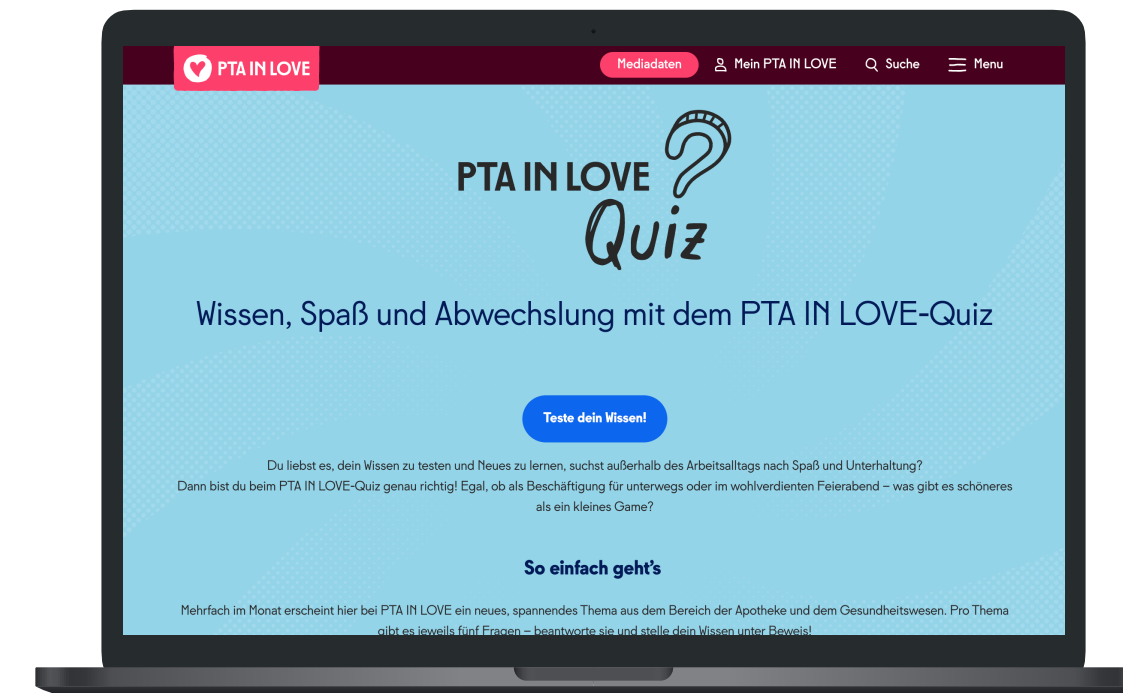 PTA IN LOVE
Mediadaten
Mein PTA IN LOVE
Suche
Menu
PTA IN LOVE ?
Quiz
Wissen, Spaß und Abwechslung mit dem PTA IN LOVE-Quiz
Teste dein Wissen!
Du liebst es, dein Wissen zu testen und Neues zu lernen, suchst außerhalb des Arbeitsalltags nach Spaß und Unterhaltung?
Dann bist du beim PTA IN LOVE-Quiz genau richtig! Egal, ob als Beschäftigung für unterwegs oder im wohlverdienten Feierabend – was gibt es schöneres
als ein kleines Game?
So einfach geht's
Mehrfach im Monat erscheint hier bei PTA IN LOVE ein neues, spannendes Thema aus dem Bereich der Apotheke und dem Gesundheitswesen. Pro Thema
gibt es jeweils fünf Fragen – beantworte sie und stelle dein Wissen unter Beweis!